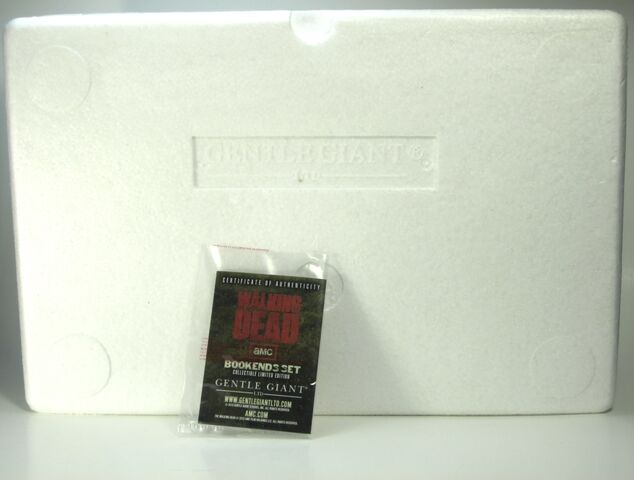 GENTLE GIANT ®
LTD
CERTIFICATE OF AUTHENTICITY
WALKING
DEAD
AMC
BOOKENDS SET
COLLECTIBLE LIMITED EDITION
GENTLE GIANT
LTD
WWW.GENTLEGIANTLTD.COM
AMC.COM